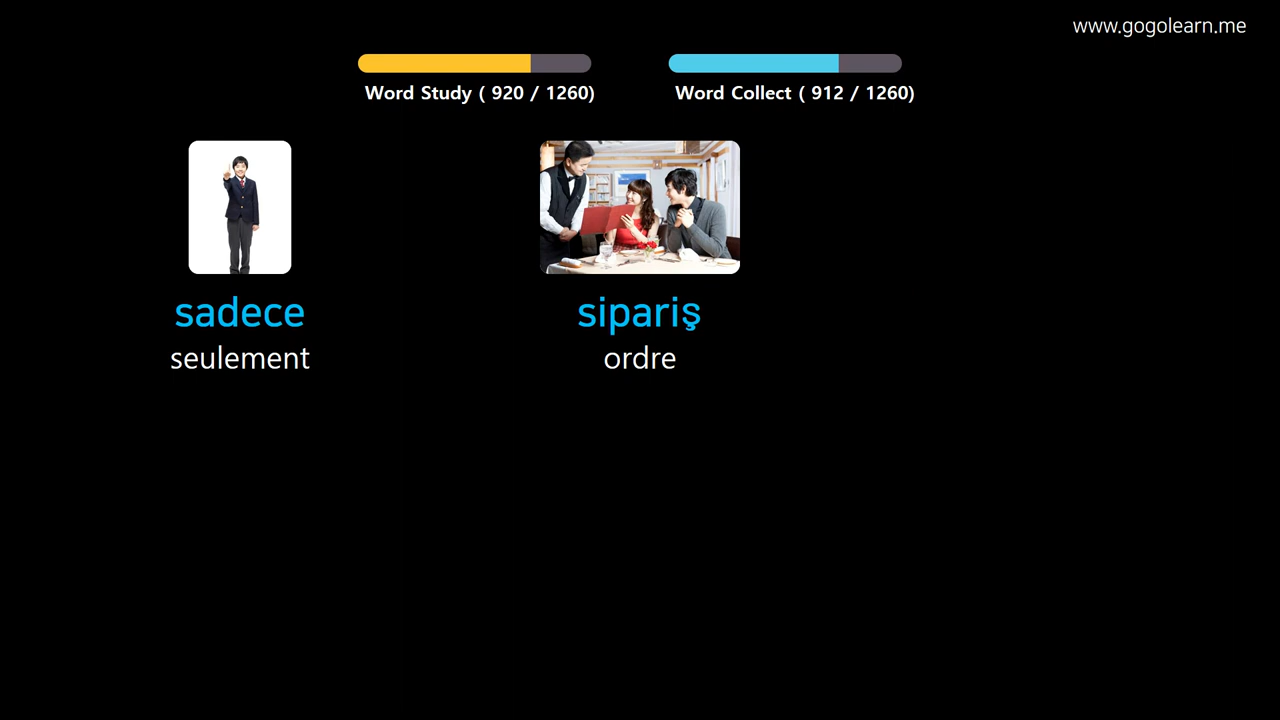 www.gogolearn.me
Word Study ( 920 / 1260)
Word Collect ( 912 / 1260)
sadece
seulement
sipariş
ordre